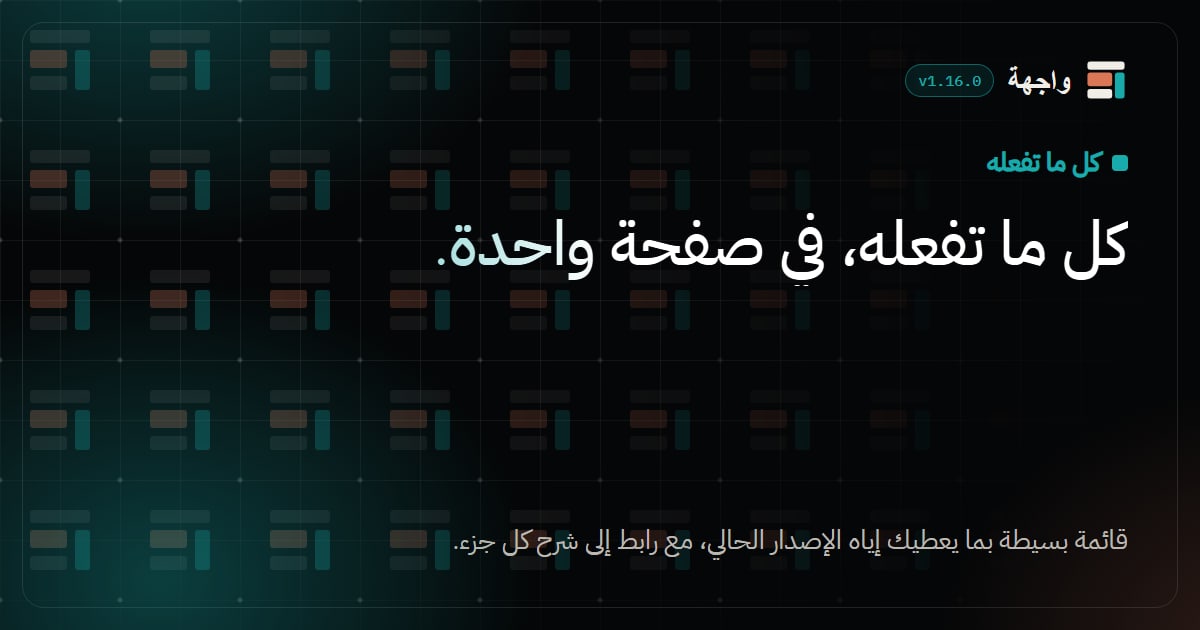 واجهة v1.16.0
كل ما تفعله
كل ما تفعله، في صفحة واحدة.
قائمة بسيطة بما يعطيك إياه الإصدار الحالي، مع رابط إلى شرح كل جزء.